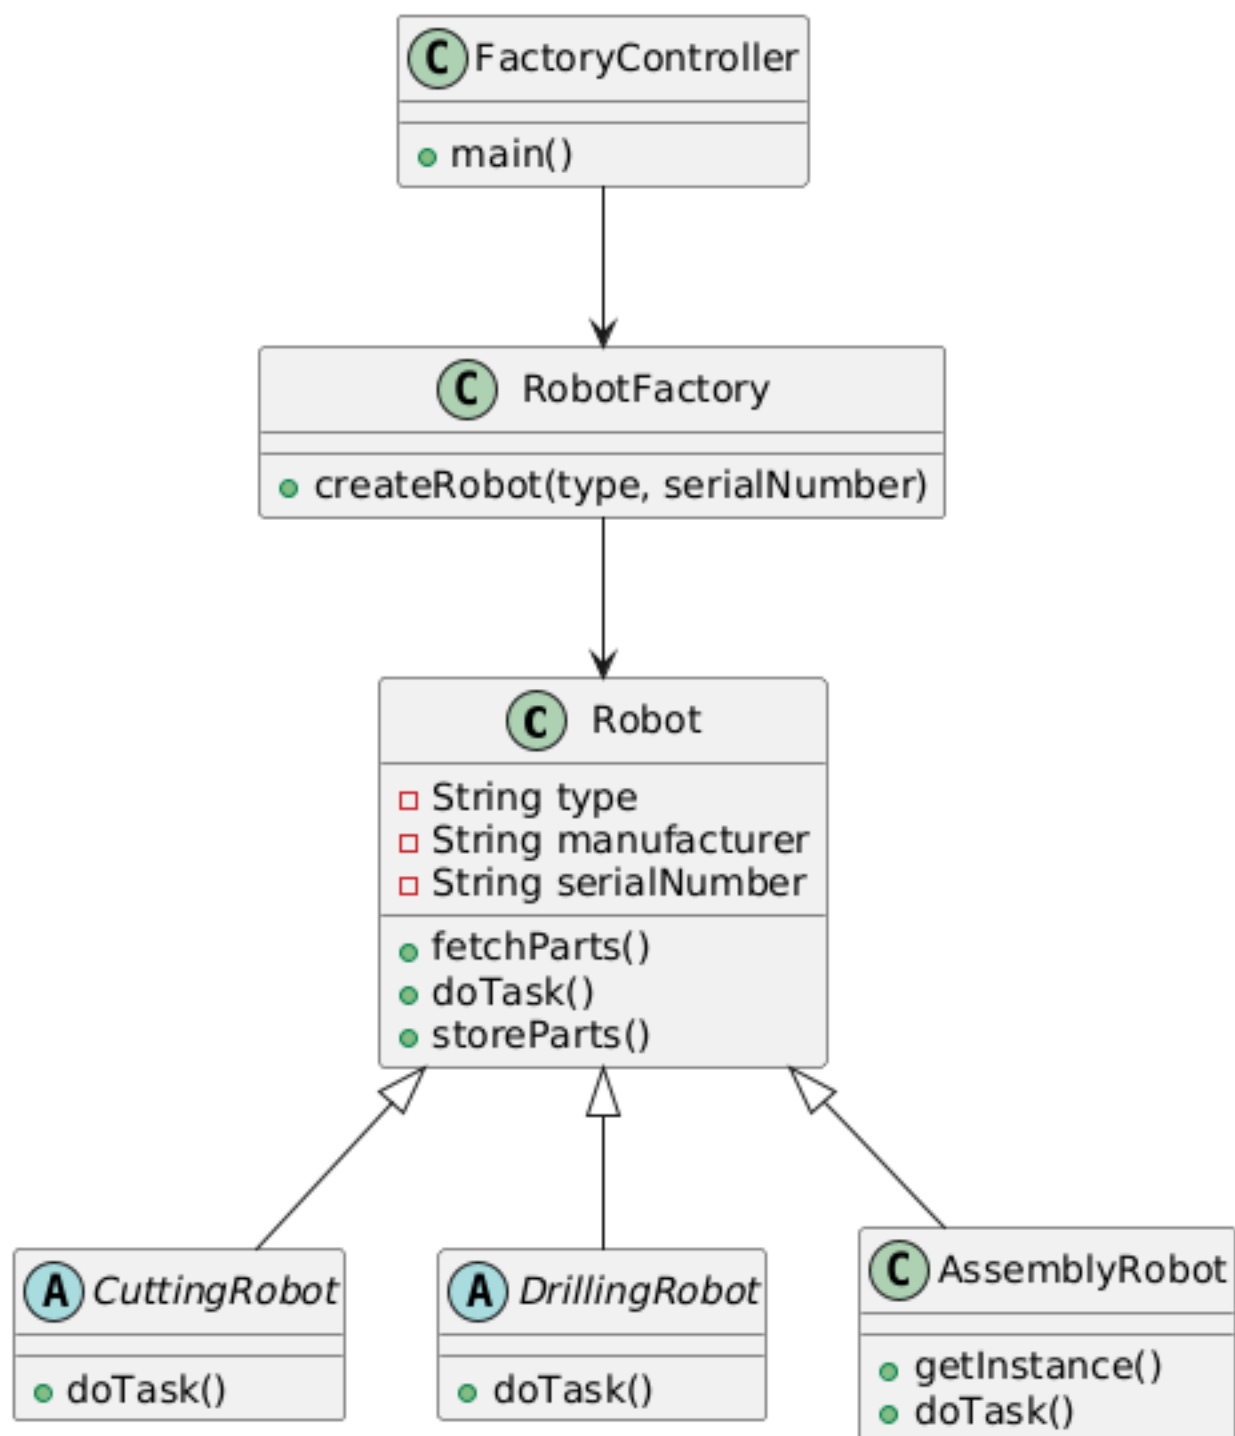 C FactoryController
main()
C RobotFactory
createRobot(type, serialNumber)
C Robot
String type
String manufacturer
String serialNumber
fetchParts()
doTask()
storeParts()
A CuttingRobot
doTask()
A DrillingRobot
doTask()
C AssemblyRobot
getInstance()
doTask()